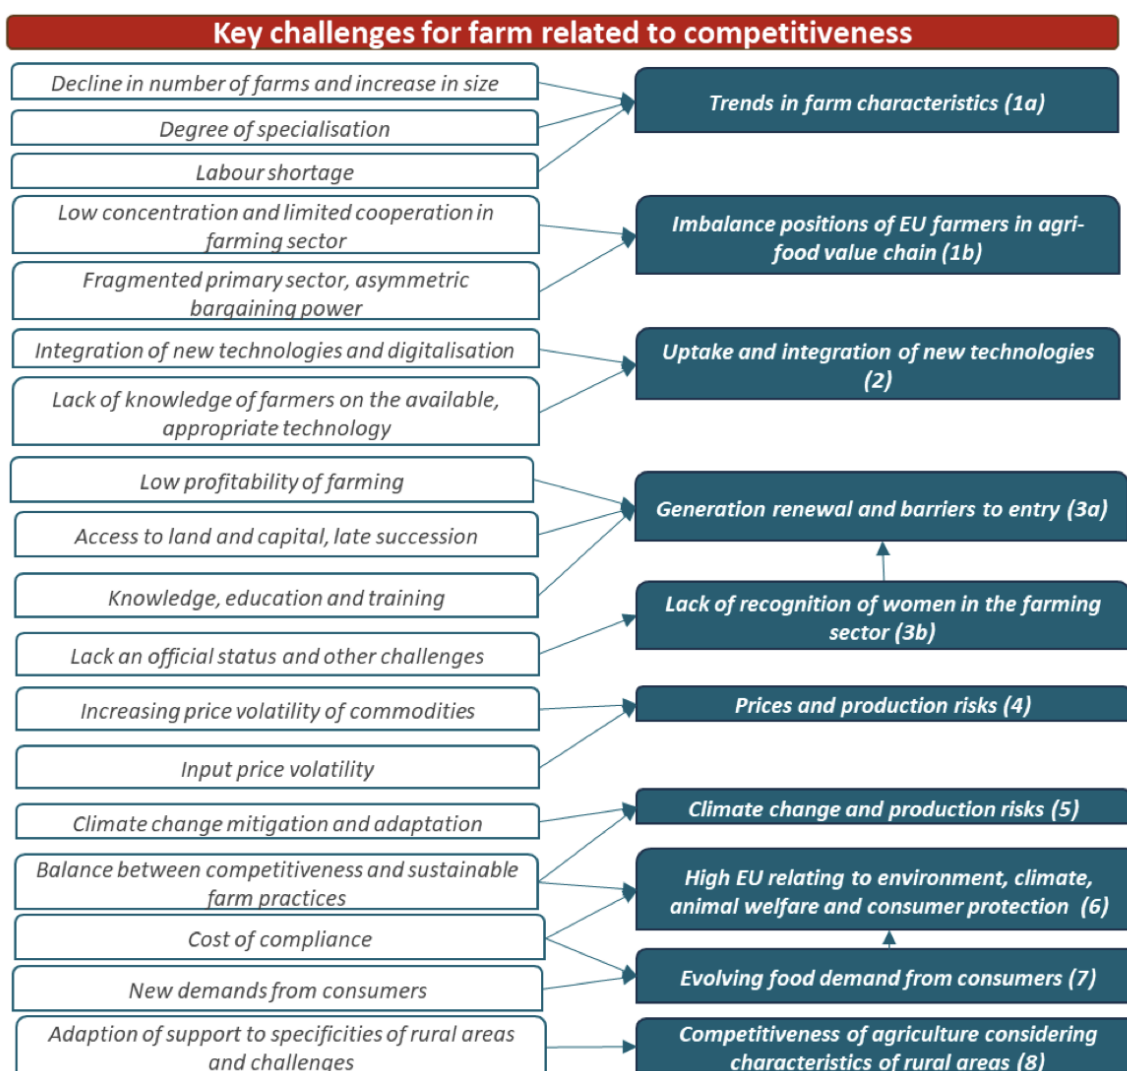 Key challenges for farm related to competitiveness
Decline in number of farms and increase in size
Degree of specialisation
Labour shortage
Trends in farm characteristics (1a)
Low concentration and limited cooperation in
farming sector
Fragmented primary sector, asymmetric
bargaining power
Imbalance positions of EU farmers in agri-
food value chain (1b)
Integration of new technologies and digitalisation
Lack of knowledge of farmers on the available,
appropriate technology
Uptake and integration of new technologies
(2)
Low profitability of farming
Access to land and capital, late succession
Knowledge, education and training
Generation renewal and barriers to entry (3a)
Lack an official status and other challenges
Lack of recognition of women in the farming
sector (3b)
Increasing price volatility of commodities
Input price volatility
Prices and production risks (4)
Climate change mitigation and adaptation
Climate change and production risks (5)
Balance between competitiveness and sustainable
farm practices
Cost of compliance
High EU relating to environment, climate,
animal welfare and consumer protection (6)
New demands from consumers
Evolving food demand from consumers (7)
Adaption of support to specificities of rural areas
and challenges
Competitiveness of agriculture considering
characteristics of rural areas (8)